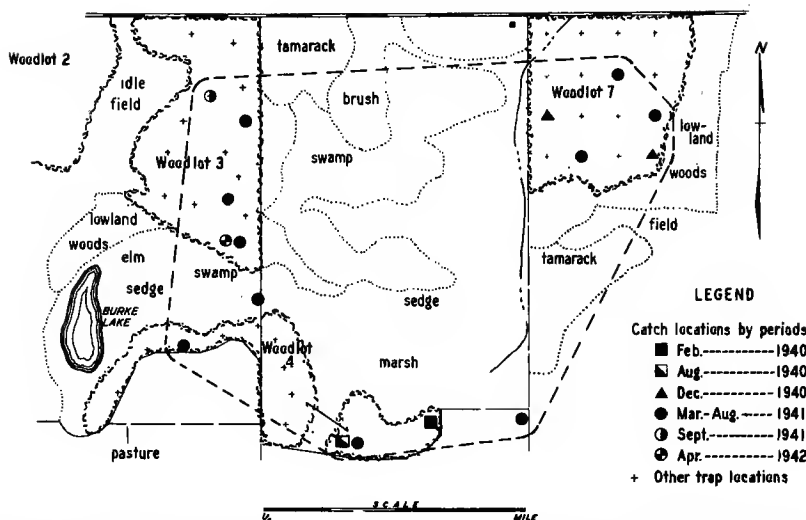 Woodlot 2
idle
field
tamarack
brush
swamp
Woodlot 7
low-
land
woods
N
Woodlot 3
lowland
woods
elm
sedge
swamp
BURKE
LAKE
field
tamarack
sedge
Woodlot
4
marsh
pasture
LEGEND
Catch locations by periods
Feb.----------1940
Aug.----------1940
Dec.----------1940
Mar.-Aug.------1941
Sept.----------1941
Apr.----------1942
+ Other trap locations
SCALE
MILE